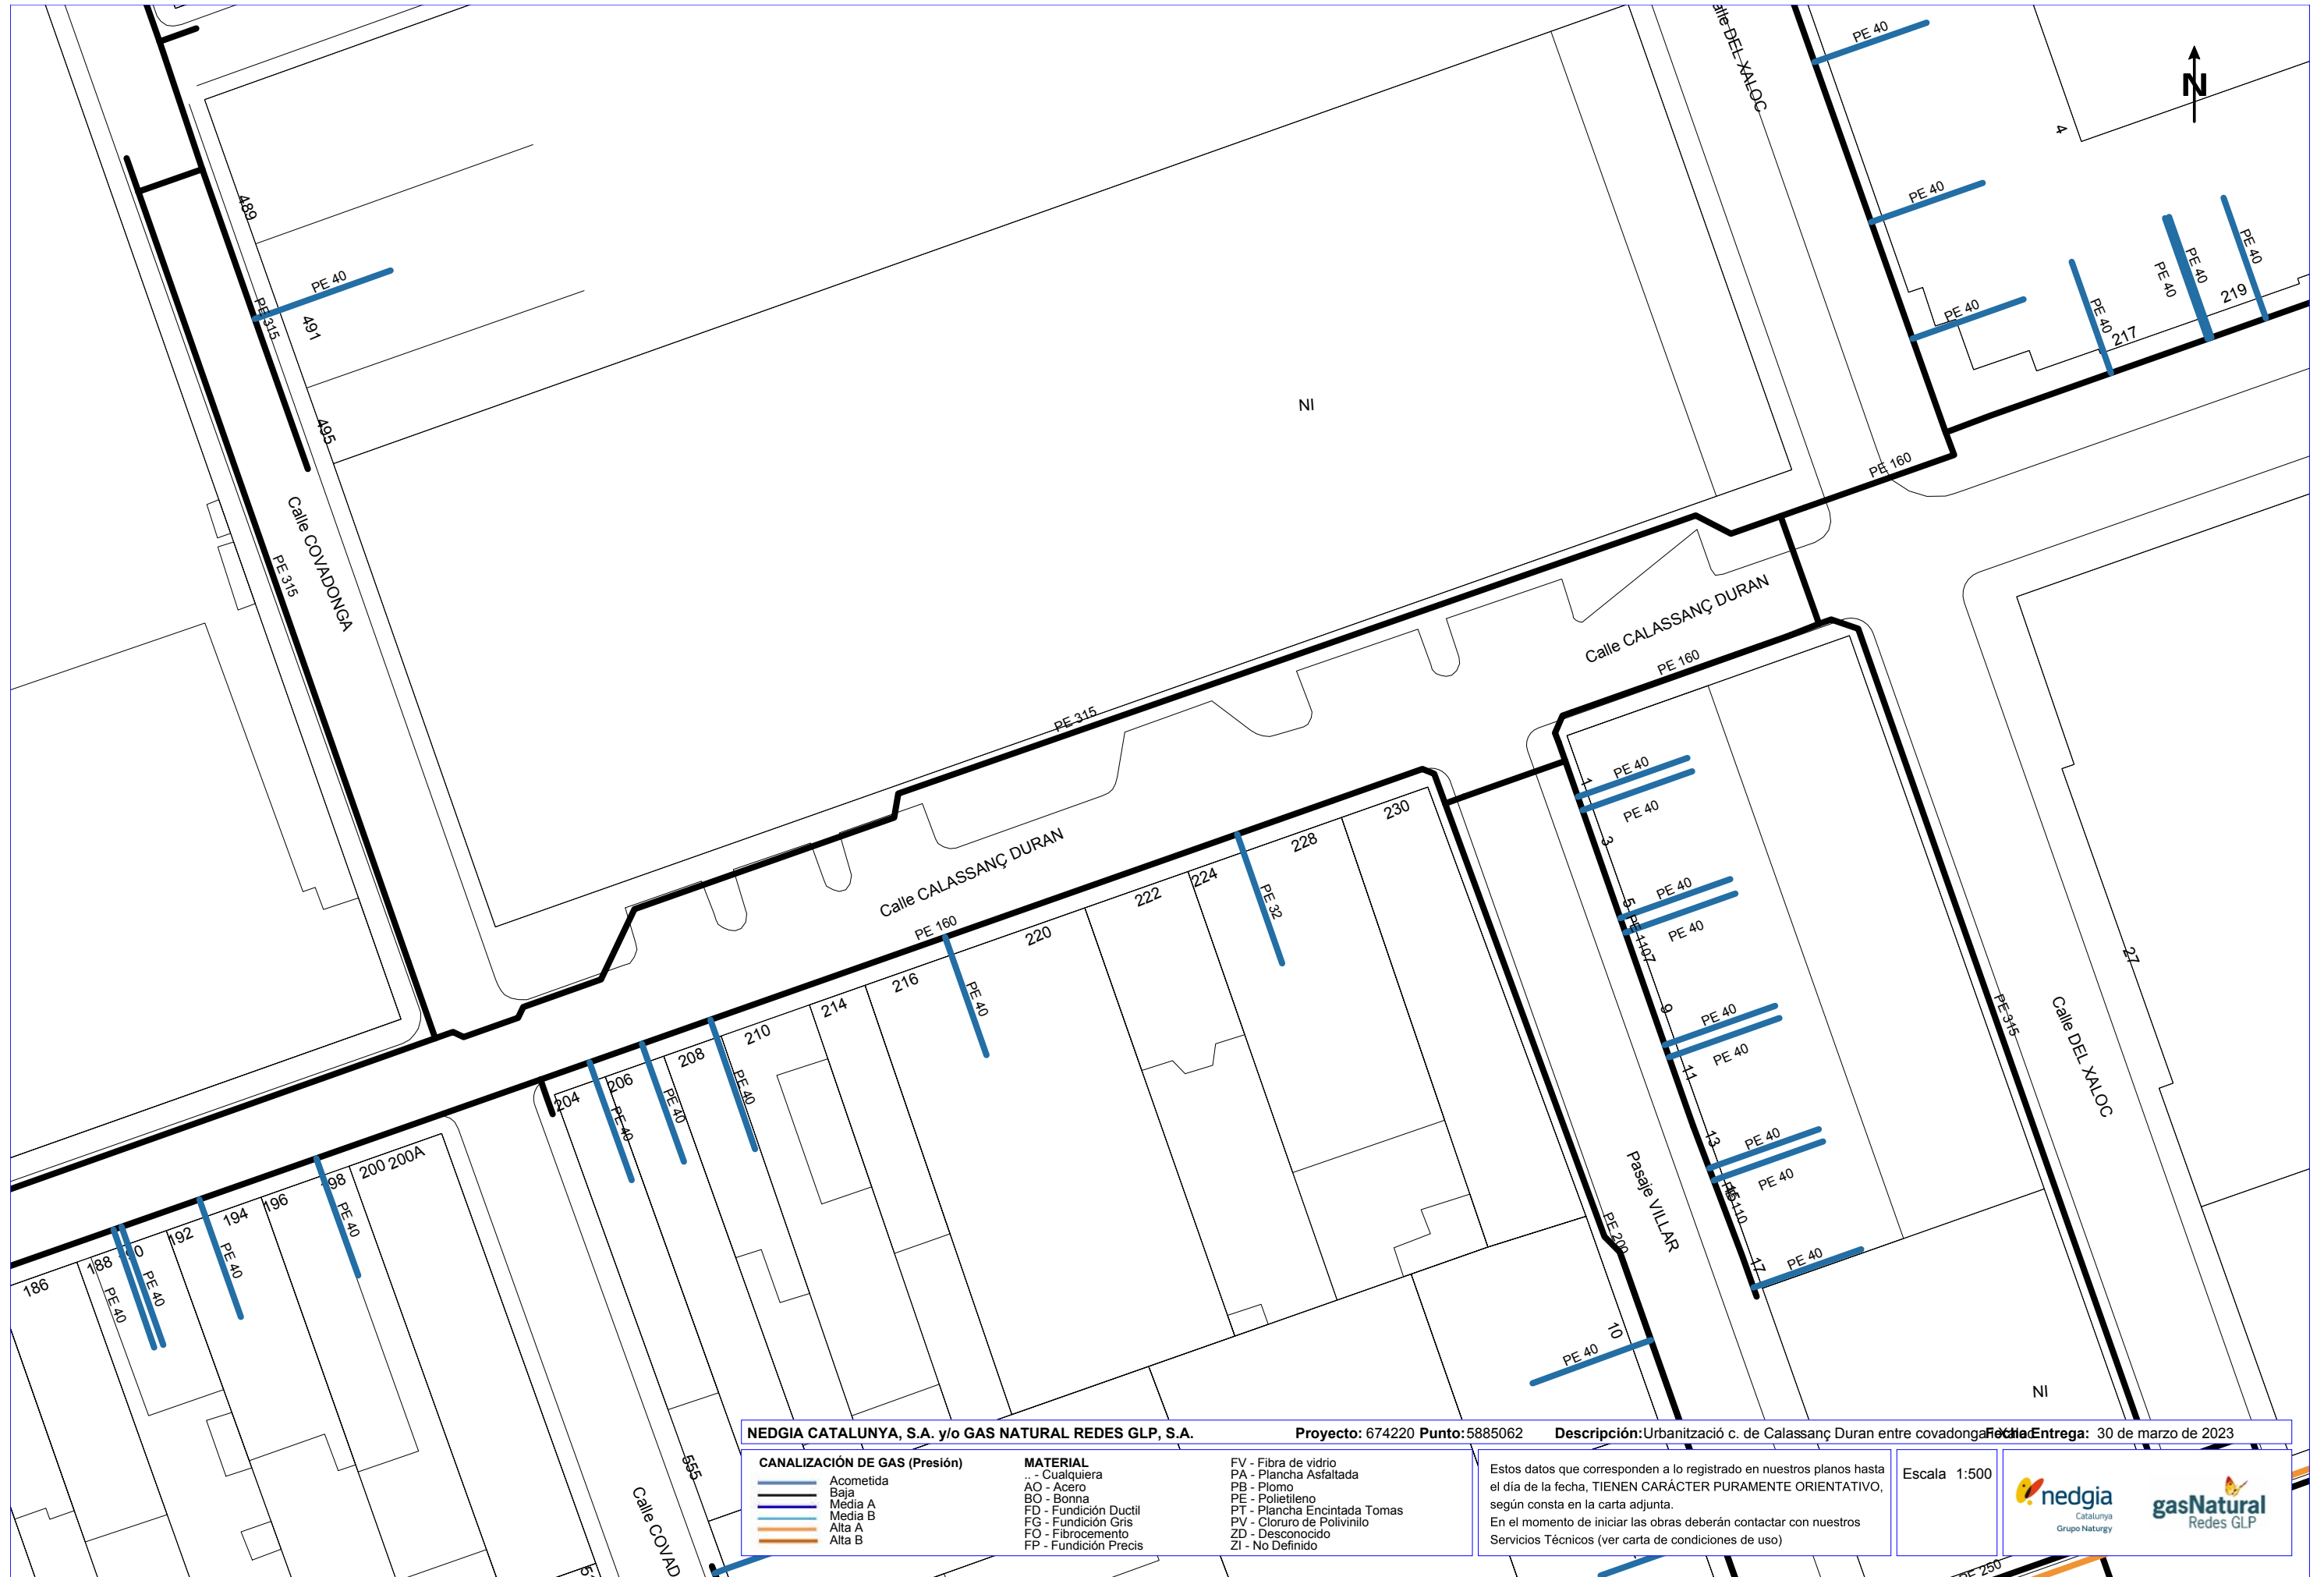 Calle DEL XALOC
PE 40
N
4
PE 40
489
PE 40
PE 40
PE 40
PE 40
219
PE 40
PE 315
491
PE 40
PE 40
217
495
NI
PE 160
Calle COVADONGA
PE 315
Calle CALASSANÇ DURAN
PE 160
PE 315
PE 40
1
PE 40
230
3
228
Calle CALASSANÇ DURAN
224
PE 40
222
PE 32
5
PE 40
PE 160
220
27
216
PE 40
9
PE 40
PE 315
214
210
PE 40
Calle DEL XALOC
208
PE 40
11
206
PE 40
204
PE 40
13
PE 40
200A
200
PE 40
Pasaje VILLAR
196
PE 40
194
PE 200
192
PE 40
188
PE 40
17
186
PE 40
PE 40
10
PE 40
NI
NEDGIA CATALUNYA, S.A. y/o GAS NATURAL REDES GLP, S.A. Proyecto: 674220 Punto:5885062 Descripción:Urbanització c. de Calassanç Duran entre covadonga Fecha Entrega: 30 de marzo de 2023
CANALIZACIÓN DE GAS (Presión)
Acometida
Baja
Media A
Media B
Alta A
Alta B
MATERIAL
.. - Cualquiera
AO - Acero
BO - Bonna
FD - Fundición Ductil
FG - Fundición Gris
FO - Fibrocemento
FP - Fundición Precis
FV - Fibra de vidrio
PA - Plancha Asfaltada
PB - Plomo
PE - Polietileno
PT - Plancha Encintada Tomas
PV - Cloruro de Polivinilo
ZD - Desconocido
ZI - No Definido
Estos datos que corresponden a lo registrado en nuestros planos hasta
el día de la fecha, TIENEN CARÁCTER PURAMENTE ORIENTATIVO,
según consta en la carta adjunta.
En el momento de iniciar las obras deberán contactar con nuestros
Servicios Técnicos (ver carta de condiciones de uso)
Escala 1:500
nedgia
Catalunya
Grupo Naturgy
gasNatural
Redes GLP
555
Calle COVAD
PE 250